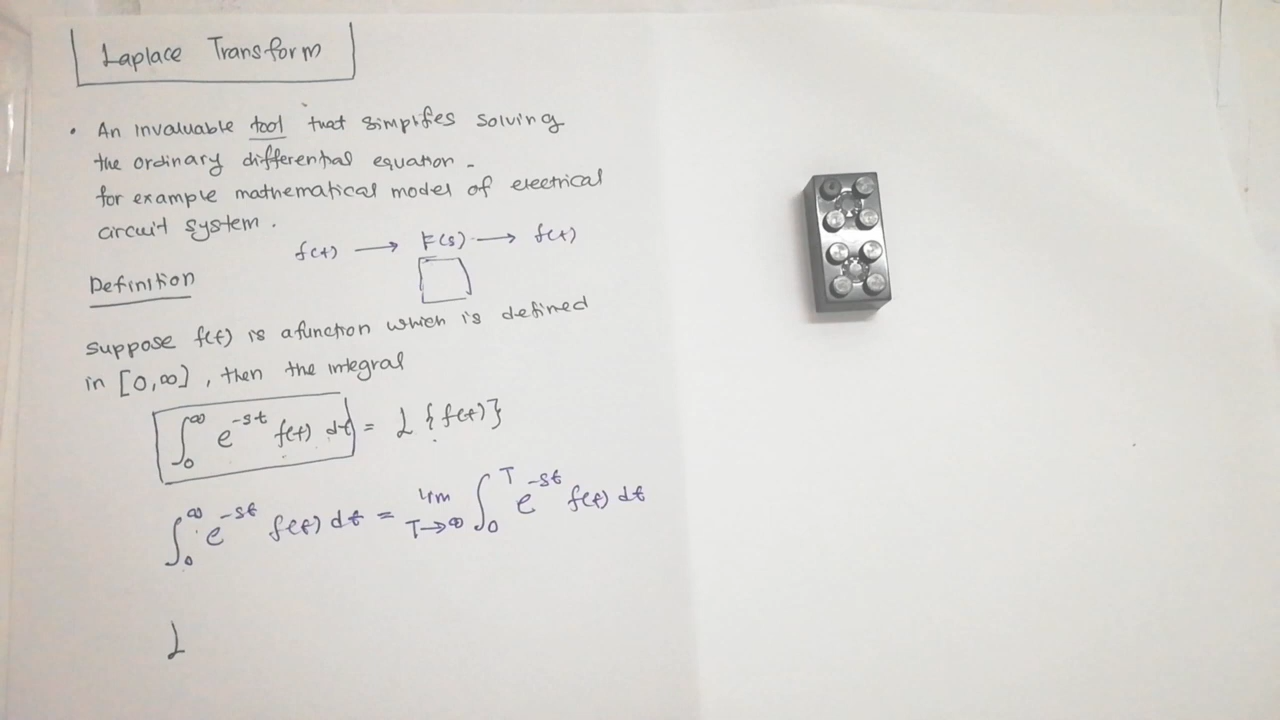 Laplace Transform
• An invaluable tool that simplifes solving
the ordinary differential equation.
for example mathematical model of electrical
circuit system.
f(t) → F(s) → f(t)
Definition
suppose f(t) is a function which is defined
in [0,∞], then the integral
∫₀^∞ e^{-st} f(t) dt = L {f(t)}
∫₀^∞ e^{-st} f(t) dt = lim_{T→∞} ∫₀^T e^{-st} f(t) dt
L